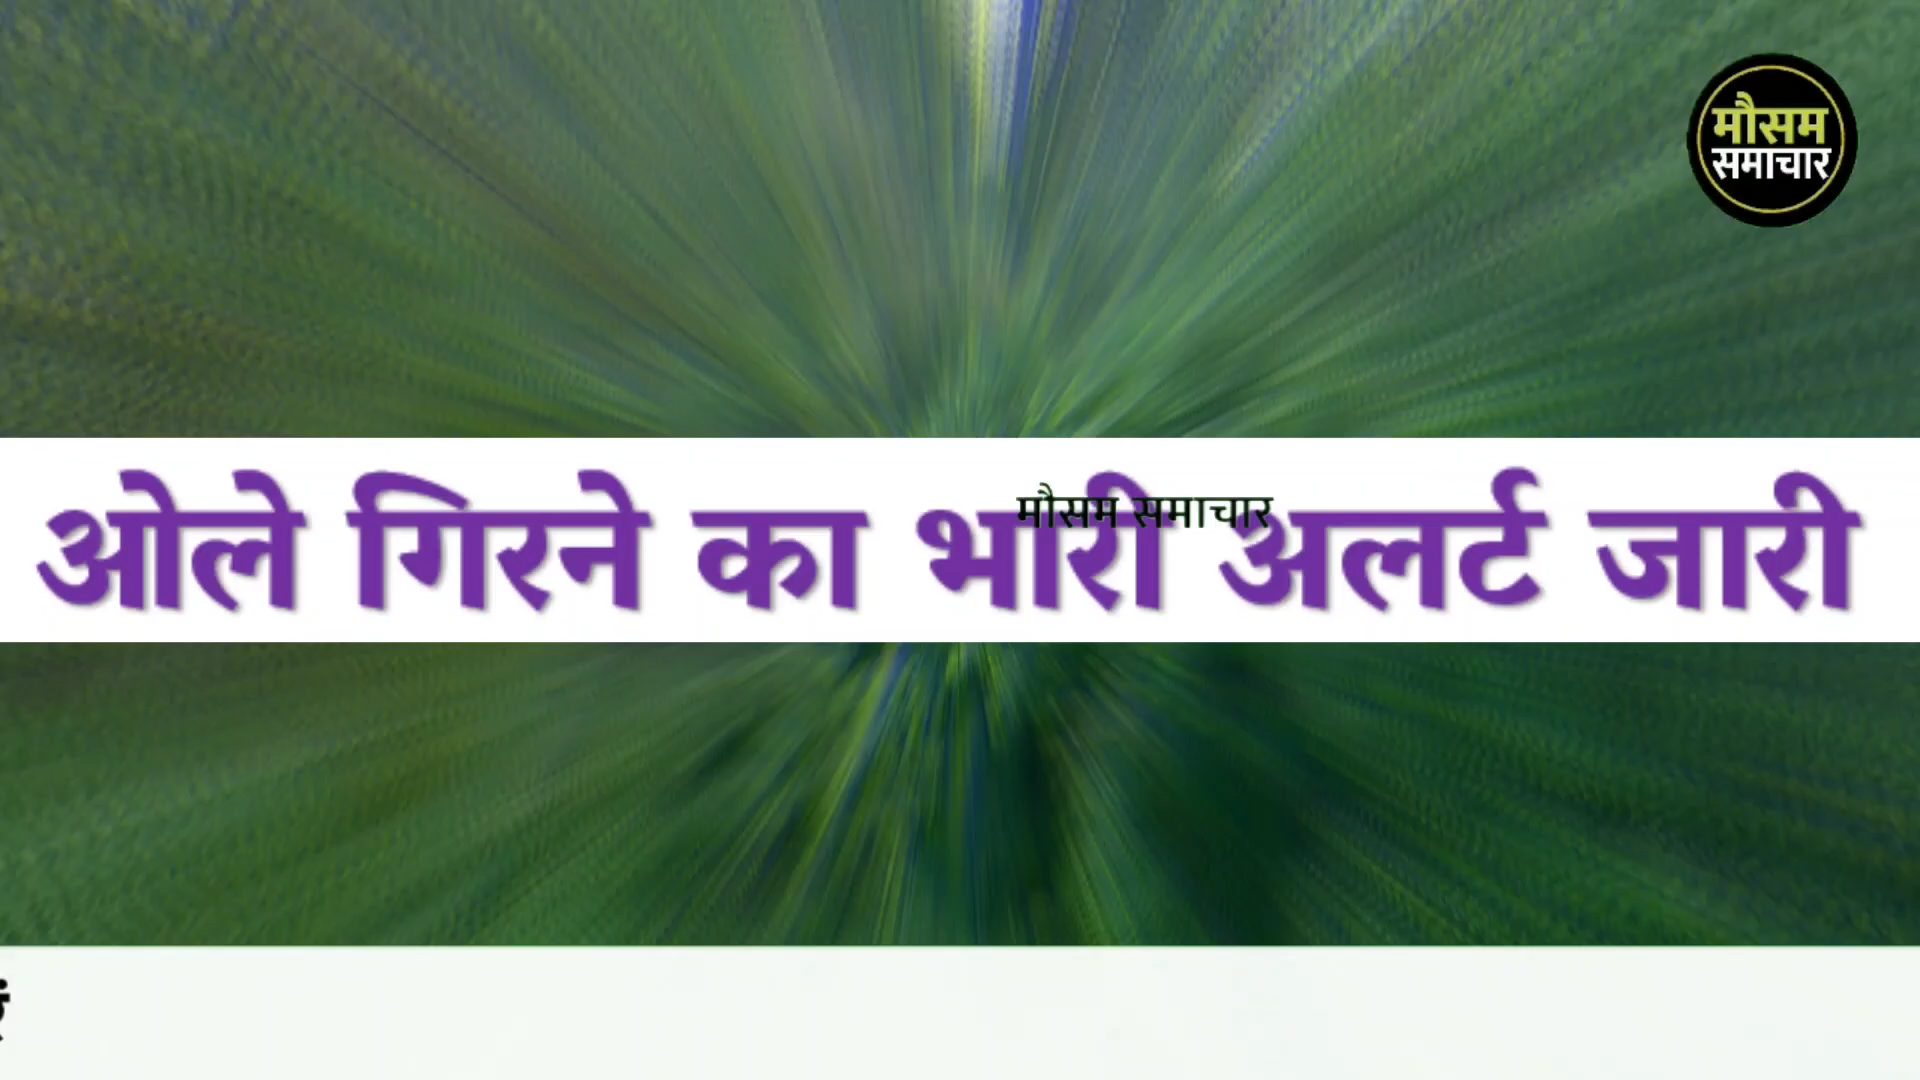 मौसम
समाचार
मौसम समाचार
ओले गिरने का भारी अलर्ट जारी